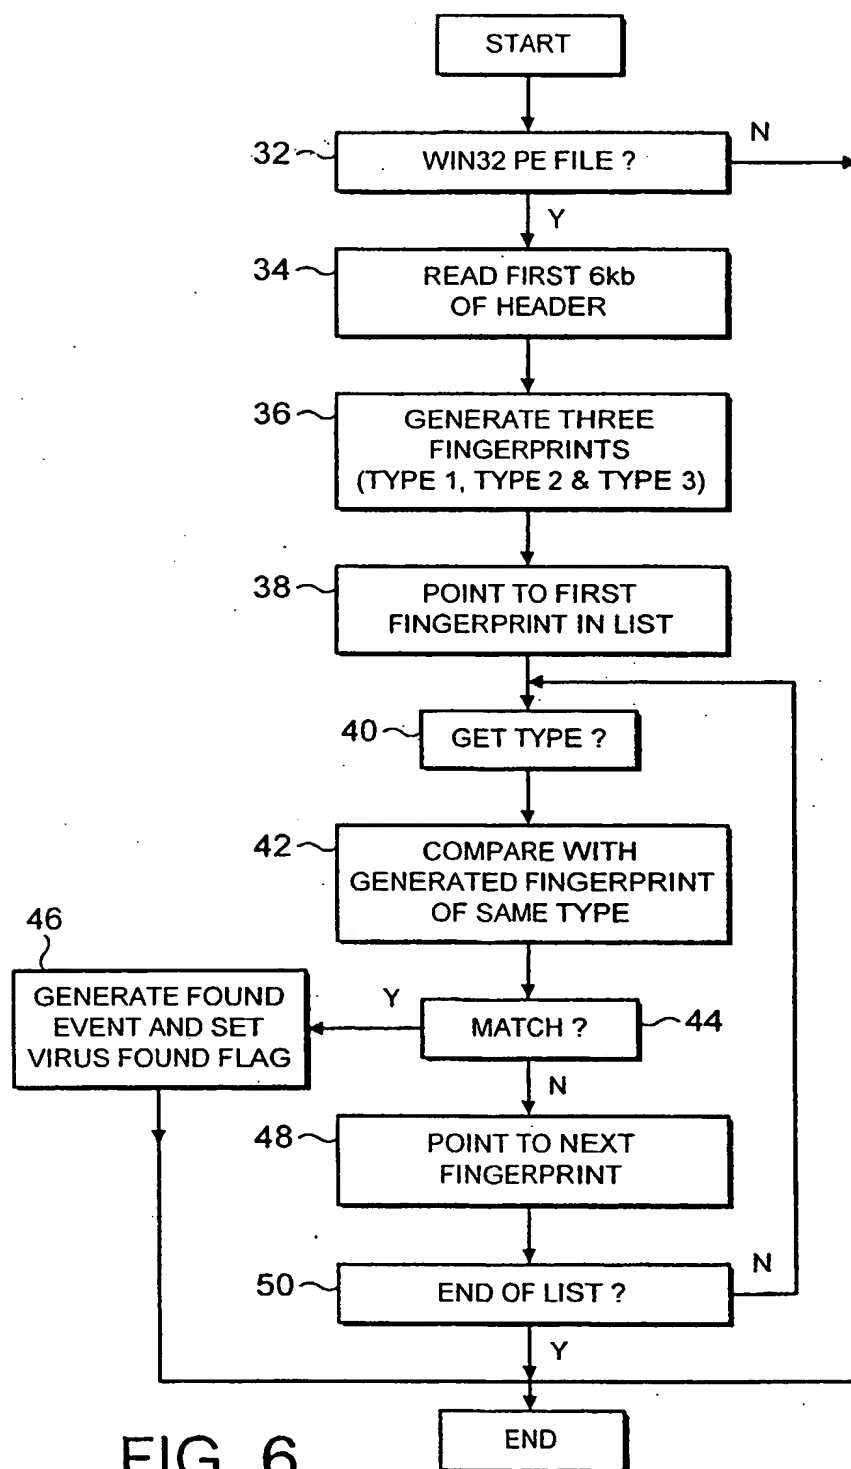 START
32
WIN32 PE FILE ?
N
Y
34
READ FIRST 6kb
OF HEADER
36
GENERATE THREE
FINGERPRINTS
(TYPE 1, TYPE 2 & TYPE 3)
38
POINT TO FIRST
FINGERPRINT IN LIST
40
GET TYPE ?
42
COMPARE WITH
GENERATED FINGERPRINT
OF SAME TYPE
46
GENERATE FOUND
EVENT AND SET
VIRUS FOUND FLAG
Y
MATCH ?
44
N
48
POINT TO NEXT
FINGERPRINT
50
END OF LIST ?
N
Y
END
FIG. 6